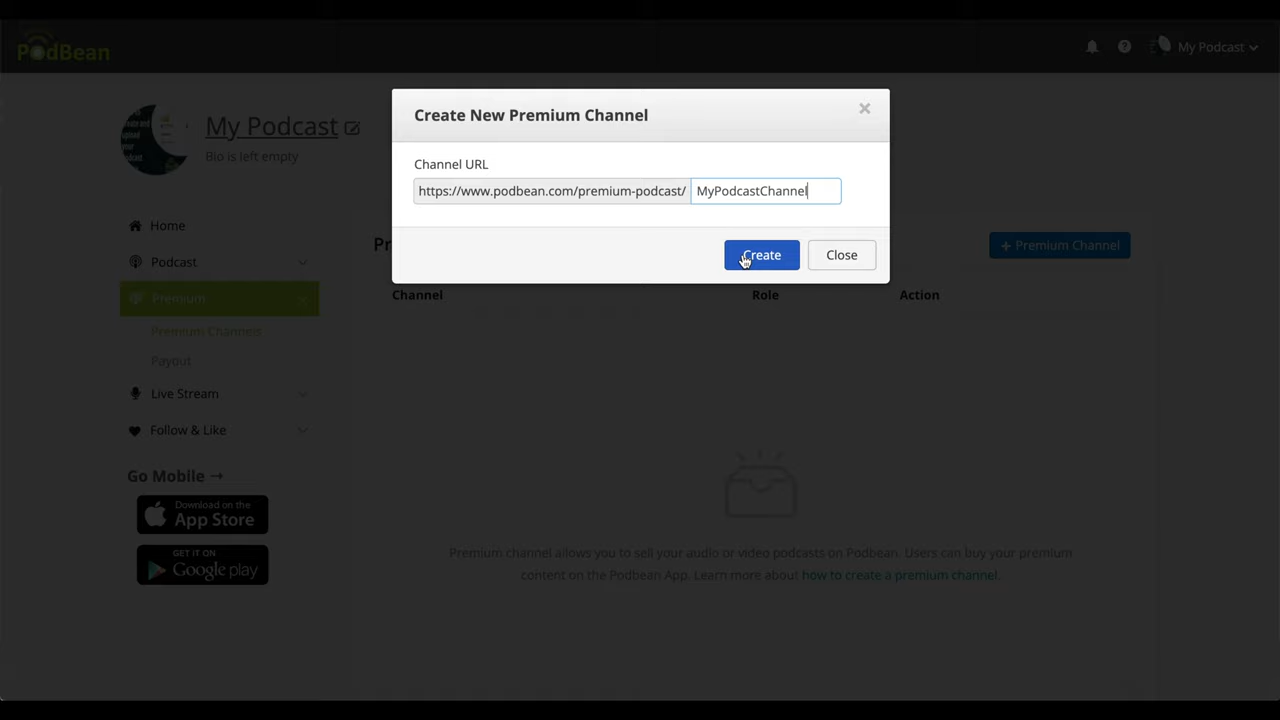 PodBean
My Podcast
Create New Premium Channel
×
Channel URL
https://www.podbean.com/premium-podcast/ MyPodcastChannel
Create Close
My Podcast
Bio is left empty
Home
Podcast
Premium
Premium Channels
Payout
Live Stream
Follow & Like
Go Mobile →
Download on the
App Store
GET IT ON
Google play
Pr
+ Premium Channel
Channel Role Action
Premium channel allows you to sell your audio or video podcasts on Podbean. Users can buy your premium
content on the Podbean App. Learn more about how to create a premium channel.